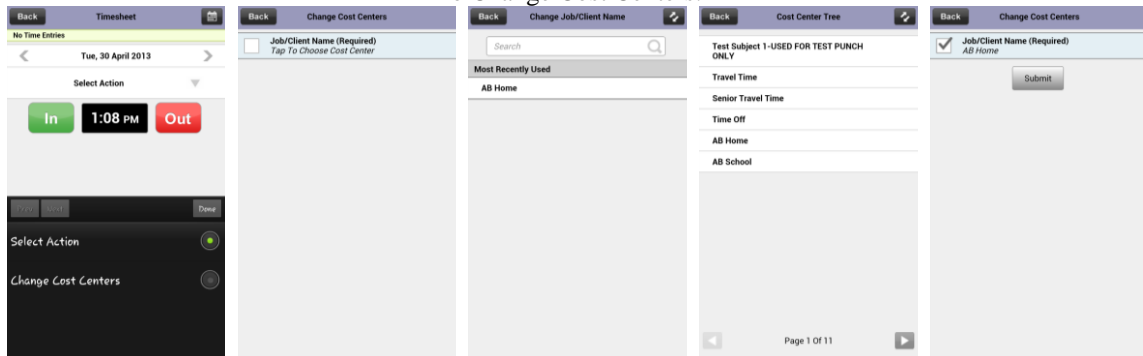 Back Timesheet
No Time Entries
Tue, 30 April 2013
Select Action
In 1:08 PM Out
Done
Select Action
Change Cost Centers
Back Change Cost Centers
Job/Client Name (Required)
Tap To Choose Cost Center
Back Change Job/Client Name
Search
Most Recently Used
AB Home
Back Cost Center Tree
Test Subject 1-USED FOR TEST PUNCH
ONLY
Travel Time
Senior Travel Time
Time Off
AB Home
AB School
Page 1 Of 11
Back Change Cost Centers
Job/Client Name (Required)
AB Home
Submit